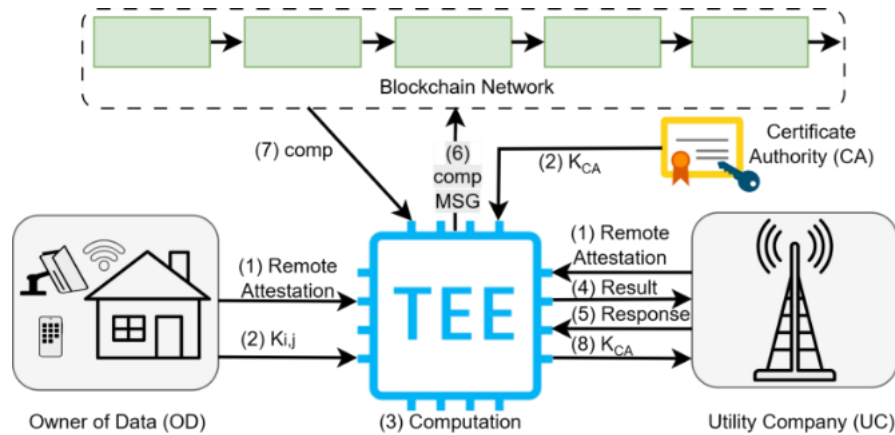 Blockchain Network
(7) comp
(6)
comp
MSG
(2) K_CA
Certificate
Authority (CA)
(1) Remote
Attestation
(2) Ki,j
TEE
(1) Remote
Attestation
(4) Result
(5) Response
(8) K_CA
Owner of Data (OD)
(3) Computation
Utility Company (UC)